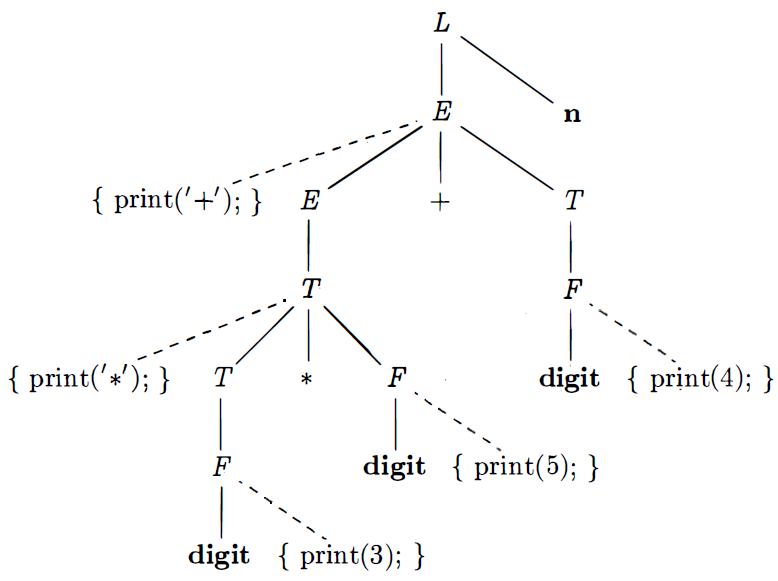 L
E n
{ print('+'); } E + T
T F
{ print('*'); } T * F digit { print(4); }
F digit { print(5); }
digit { print(3); }